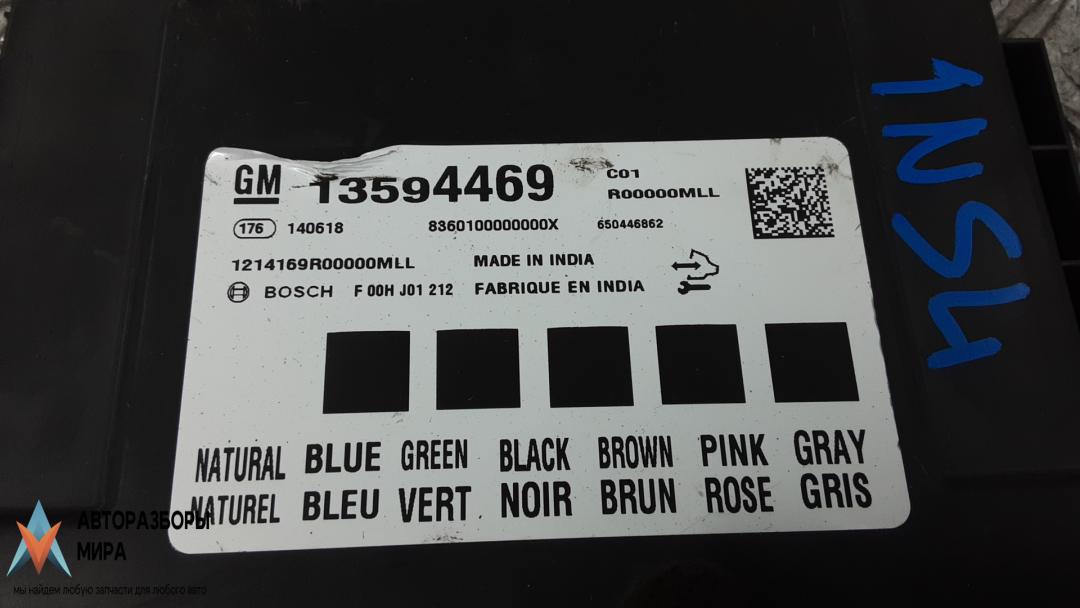 GM 13594469 C01
R00000MLL
176 140618 8360100000000X 650446862
1214169R00000MLL MADE IN INDIA
BOSCH F 00H J01 212 FABRIQUE EN INDIA
NATURAL BLUE GREEN BLACK BROWN PINK GRAY
NATUREL BLEU VERT NOIR BRUN ROSE GRIS
1NS4
АВТОРАЗБОРЫ
МИРА
мы найдем любую запчасти для любого авто